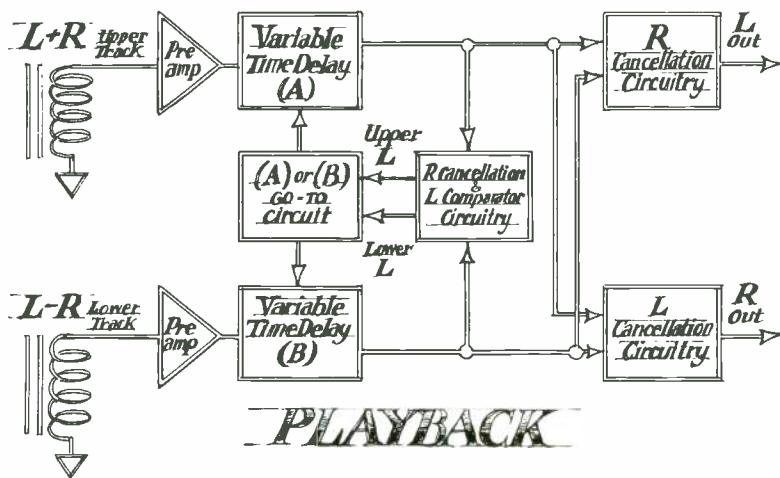 L+R Upper
Track
Pre
amp
Variable
Time Delay
(A)
R
Cancellation
Circuitry
L
Out
Upper
L
(A) or (B)
GO-TO
Circuit
R Cancellation
&
L Comparator
Circuitry
Lower
L
L-R Lower
Track
Pre
amp
Variable
Time Delay
(B)
L
Cancellation
Circuitry
R
Out
PLAYBACK